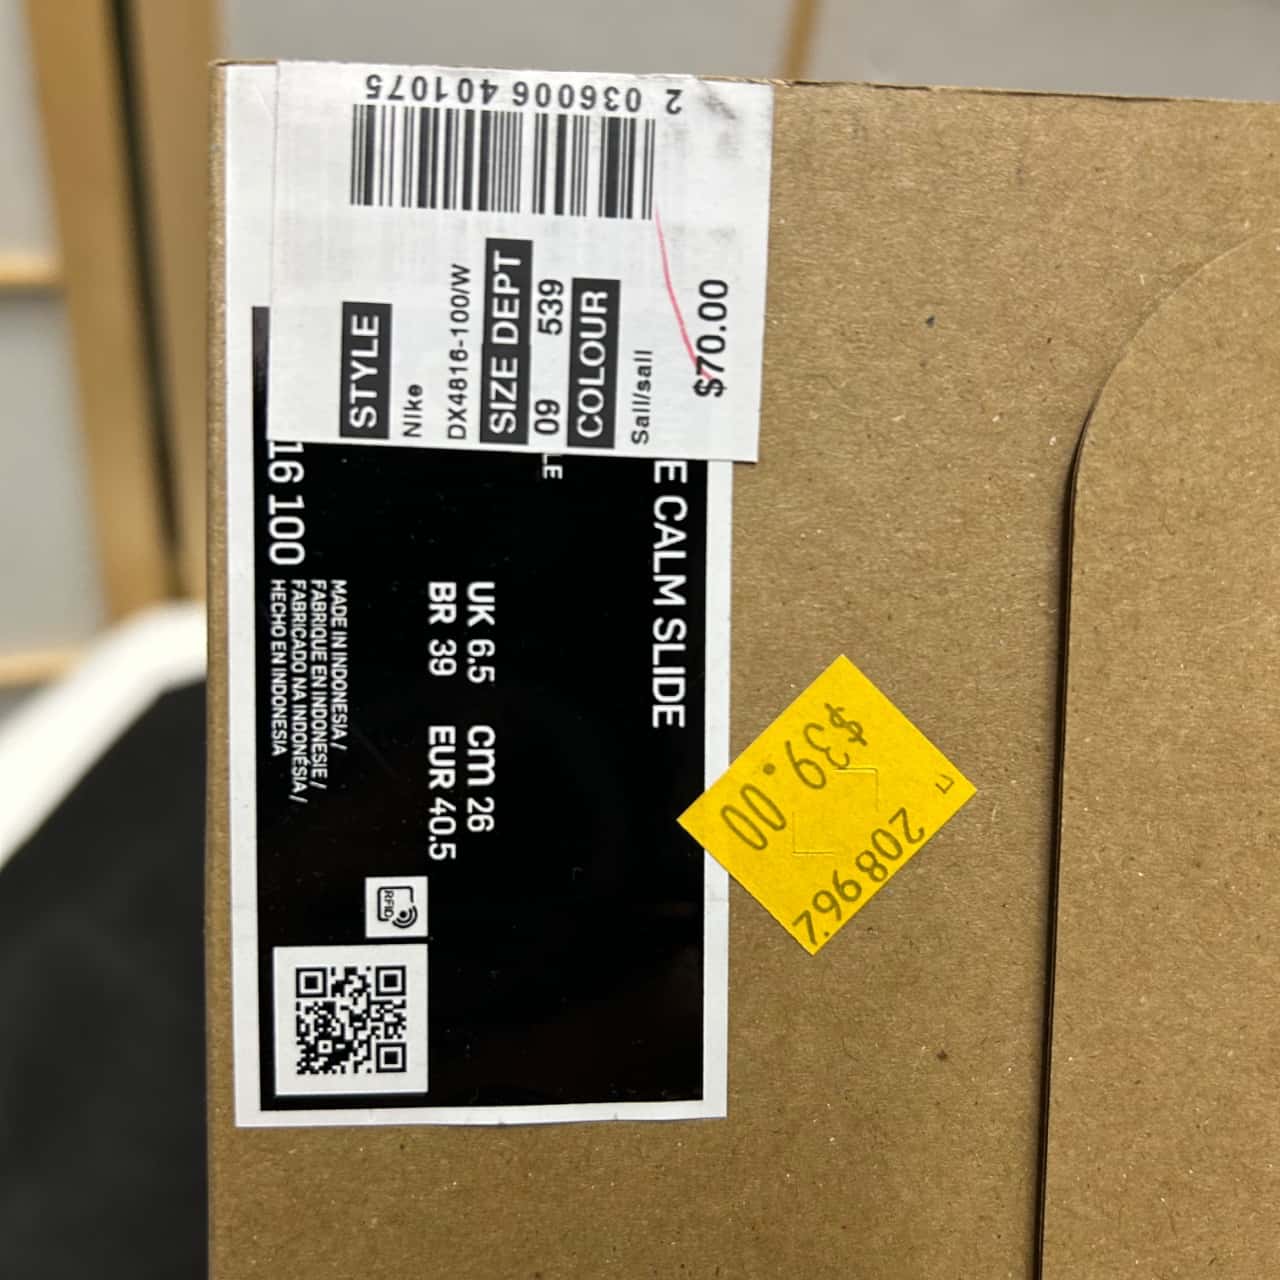 2 036006 401075
STYLE
Nike
DX4816-100/W
SIZE DEPT
09 539
COLOUR
Sail/sail
$70.00
E CALM SLIDE
LE
UK 6.5 cm 26
BR 39 EUR 40.5
16 100
MADE IN INDONESIA /
FABRIQUE EN INDONESIE /
FABRICADO NA INDONÉSIA /
HECHO EN INDONESIA
RFID
$39.00
208962